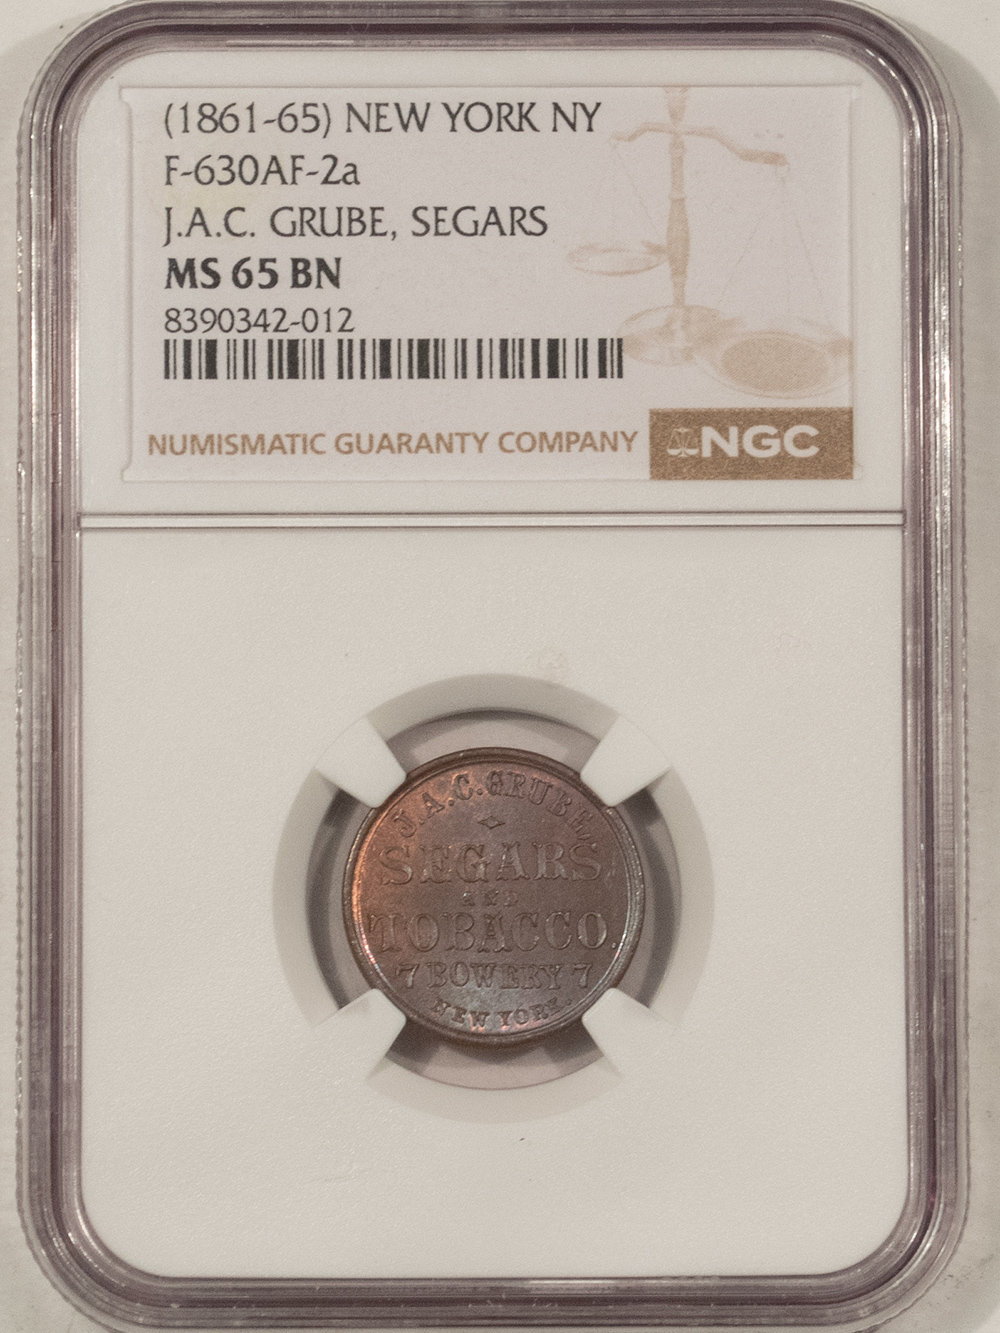 (1861-65) NEW YORK NY
F-630AF-2a
J.A.C. GRUBE, SEGARS
MS 65 BN
8390342-012
NUMISMATIC GUARANTY COMPANY NGC
J.A.C. GRUBE,
SEGARS
AND
TOBACCO
7 BOWERY 7
NEW YORK.